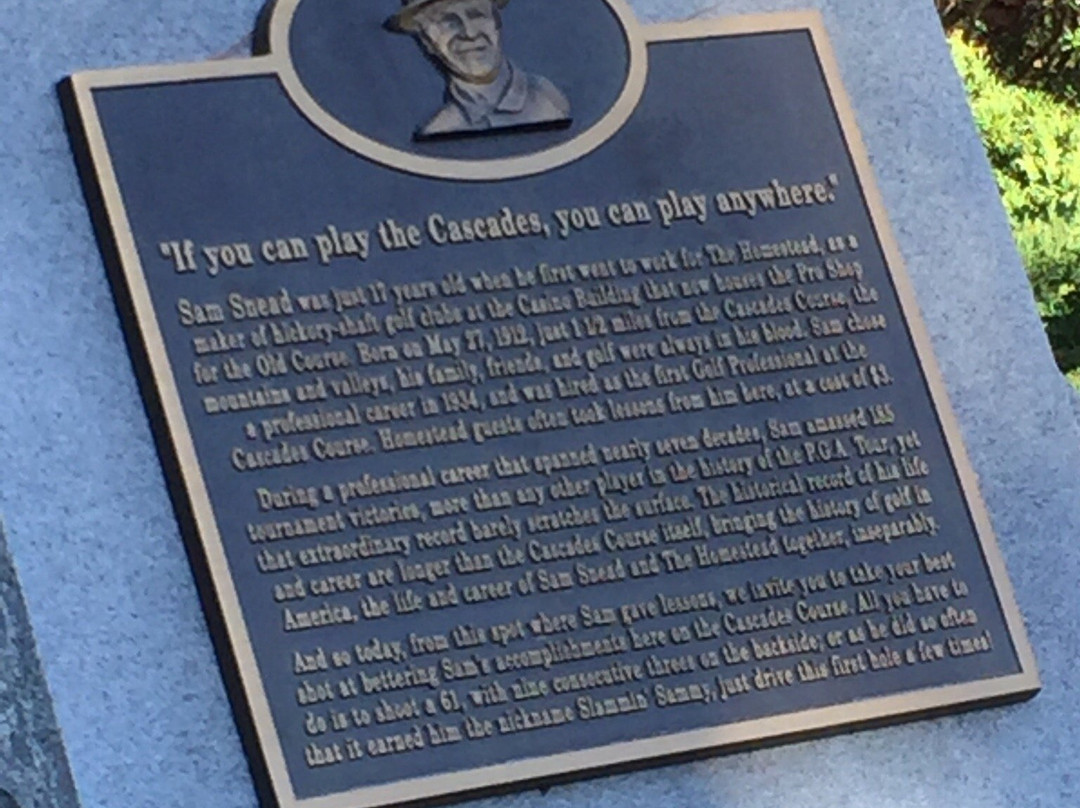 "If you can play the Cascades, you can play anywhere."
Sam Snead was just 17 years old when he first went to work for The Homestead, as a
maker of hickory-shaft golf clubs at the Casino Building that now houses the Pro Shop
for the Old Course. Born on May 27, 1912, just 1 1/2 miles from the Cascades Course, the
mountains and valleys, his family, friends, and golf were always in his blood. Sam chose
a professional career in 1934, and was hired as the first Golf Professional at the
Cascades Course. Homestead guests often took lessons from him here, at a cost of $3.
During a professional career that spanned nearly seven decades, Sam amassed 185
tournament victories, more than any other player in the history of the P.G.A. Tour, yet
that extraordinary record barely scratches the surface. The historical record of his life
and career are longer than the Cascades Course itself, bringing the history of golf in
America, the life and career of Sam Snead and The Homestead together, inseparably.
And so today, from this spot where Sam gave lessons, we invite you to take your best
shot at bettering Sam's accomplishments here on the Cascades Course. All you have to
do is to shoot a 61, with nine consecutive threes on the backside; or as he did so often
that it earned him the nickname Slammin' Sammy, just drive this first hole a few times!